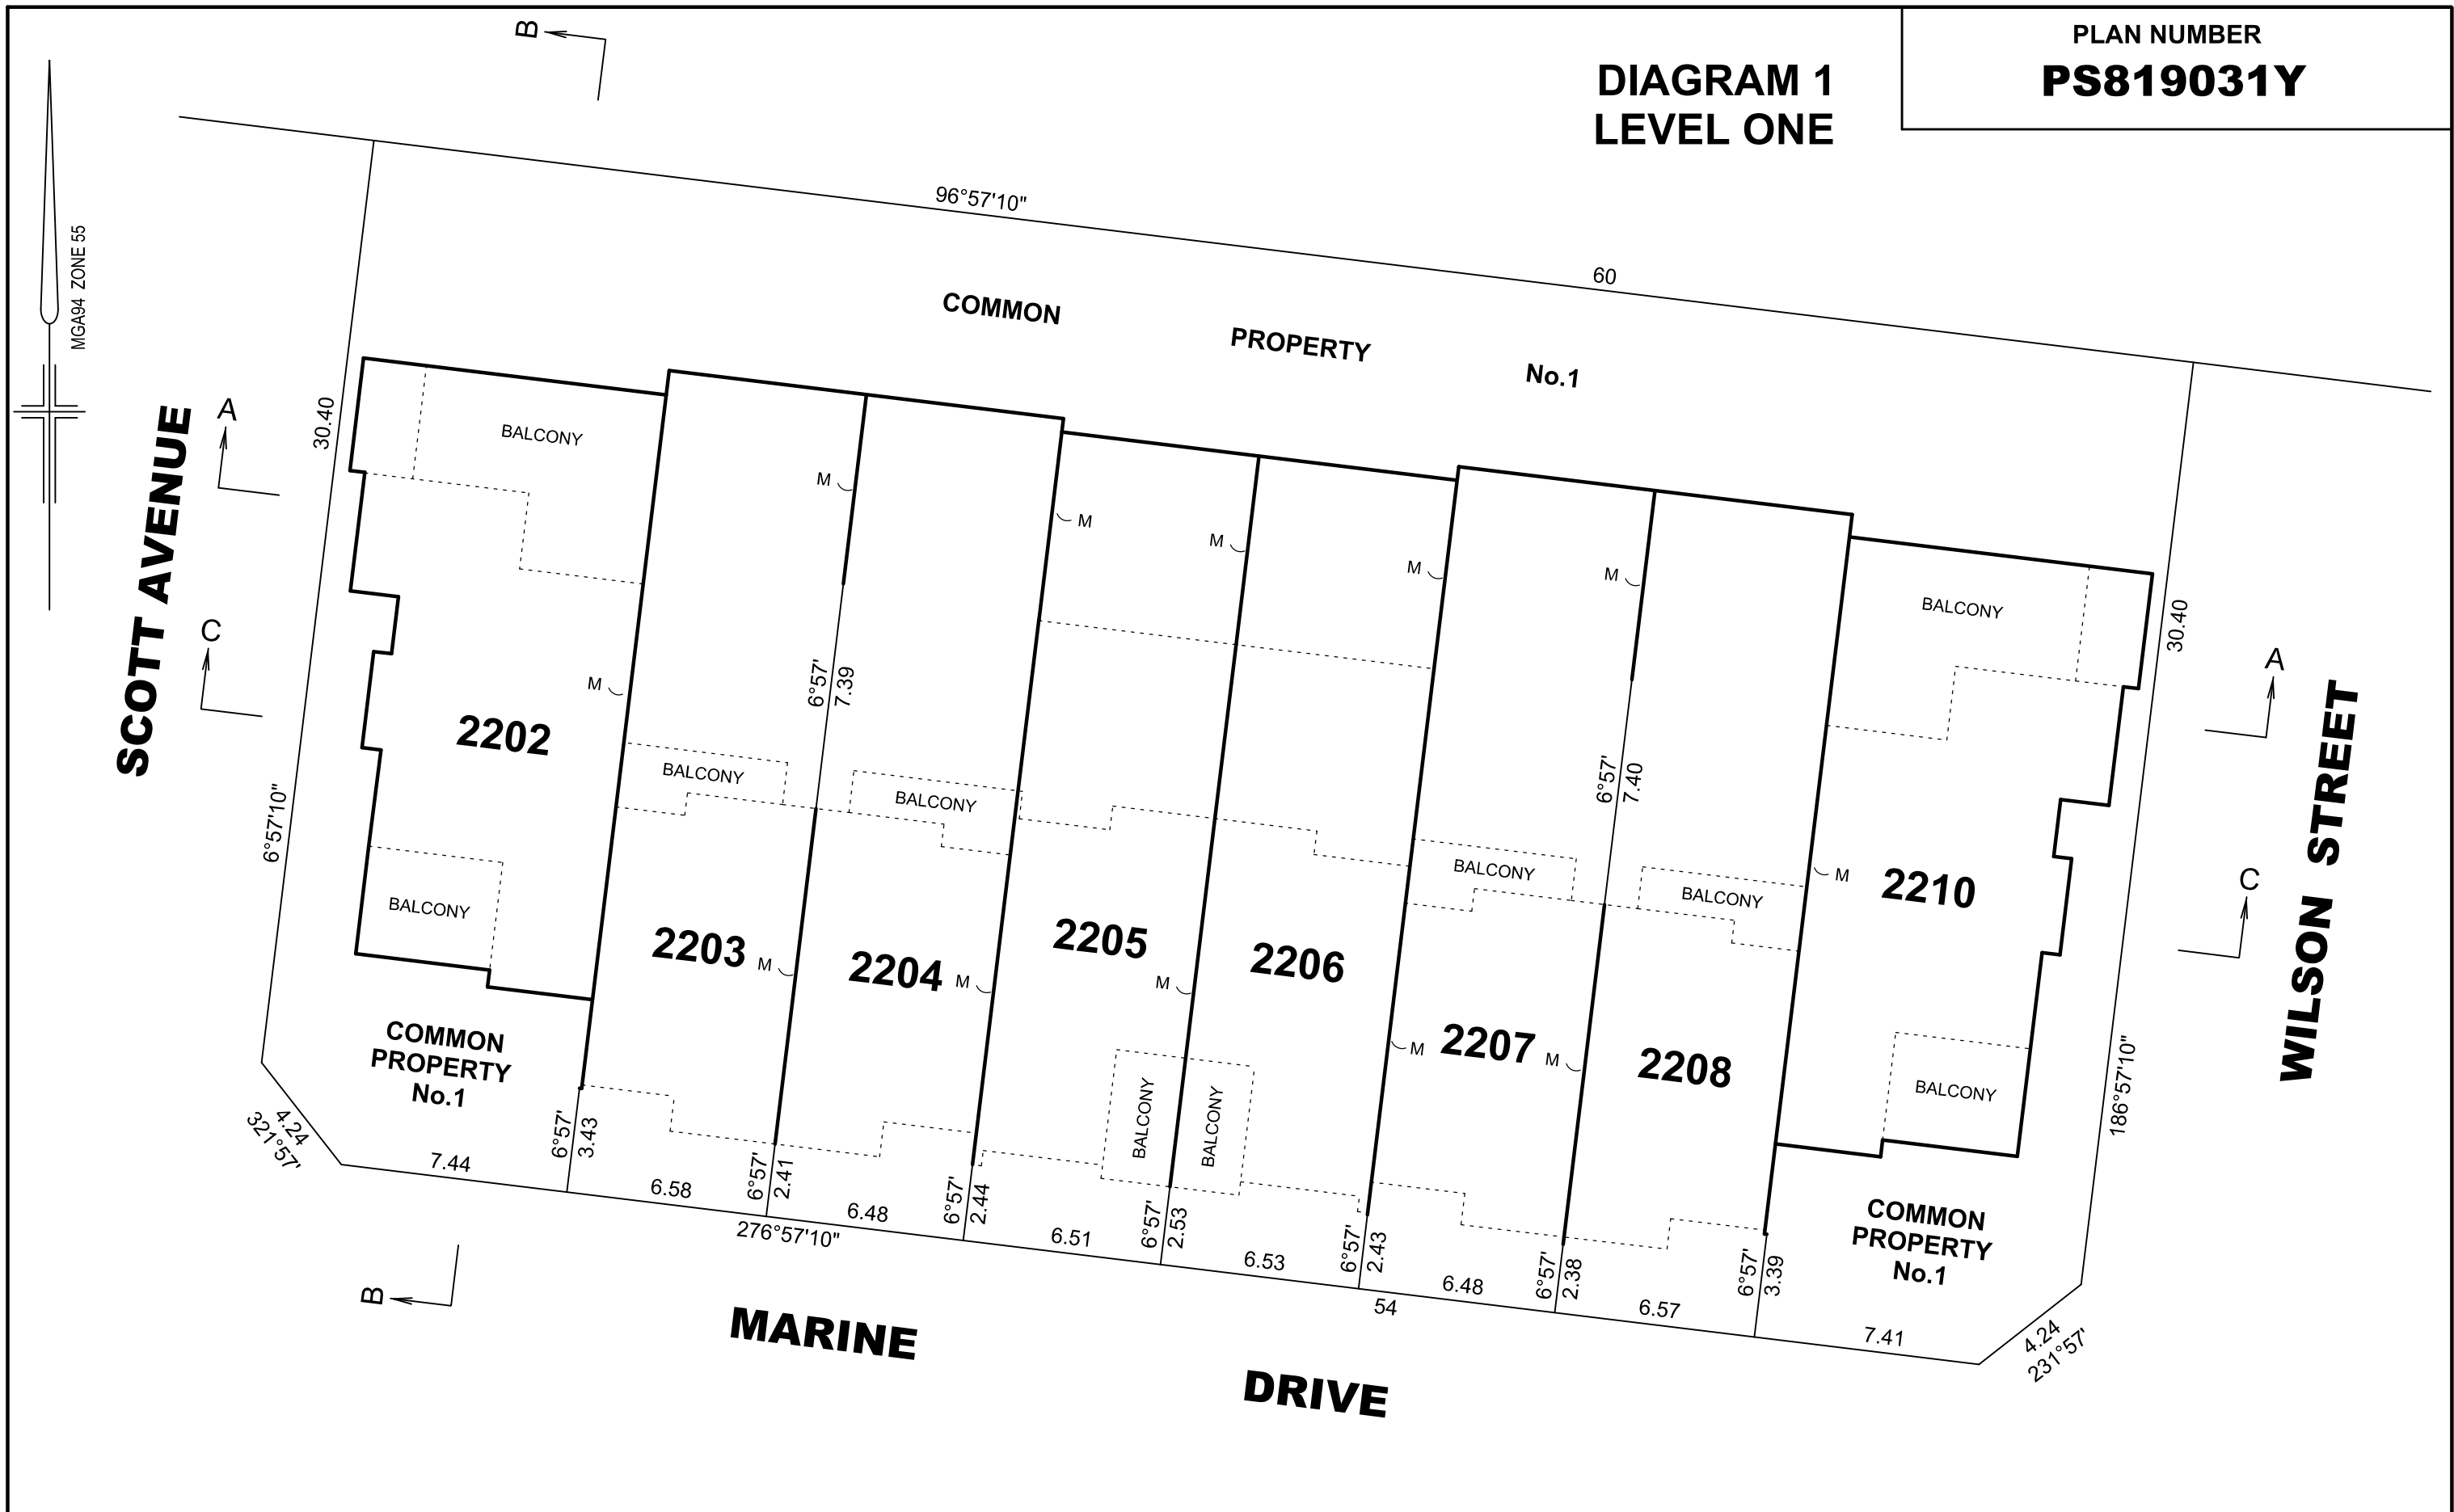 PLAN NUMBER
PS819031Y
DIAGRAM 1
LEVEL ONE
B
MGA94 ZONE 55
96°57'10"
60
COMMON PROPERTY No.1
SCOTT AVENUE
A
C
30.40
6°57'10"
BALCONY
M
M
M
M
M
M
BALCONY
30.40
A
C
WILSON STREET
186°57'10"
M
2202
6°57'
7.39
6°57'
7.40
BALCONY
BALCONY
BALCONY
BALCONY
M
2210
BALCONY
2203
M
2204
M
2205
M
2206
M
2207
M
2208
BALCONY
BALCONY
BALCONY
COMMON
PROPERTY
No.1
4.24
321°57'
7.44
6°57'
3.43
6.58
6°57'
2.41
276°57'10"
6.48
6°57'
2.44
6.51
6°57'
2.53
6.53
6°57'
2.43
54
6.48
6°57'
2.38
6.57
6°57'
3.39
7.41
COMMON
PROPERTY
No.1
4.24
231°57'
B
MARINE DRIVE